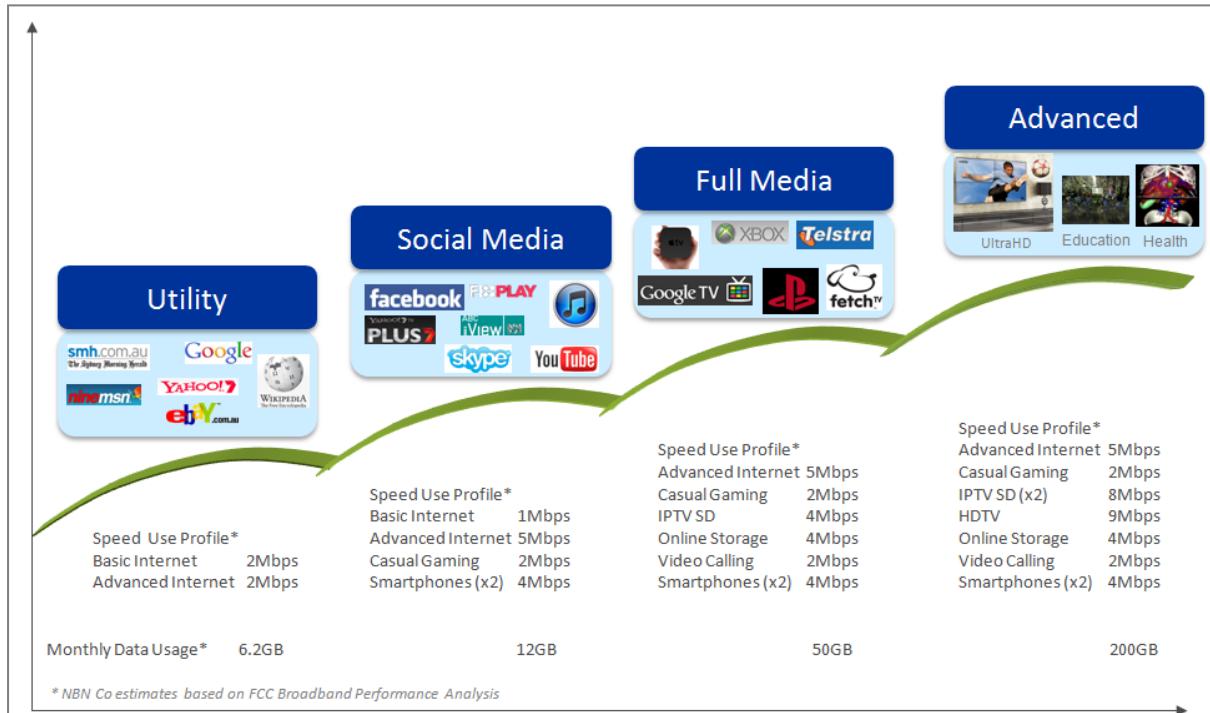 Advanced
UltraHD
Education
Health
Full Media
tv
XBOX
Telstra
Google TV
fetch TV
Social Media
facebook
PLAY
YAHOO!7
PLUS7
ABC
iView
skype
YouTube
Utility
smh.com.au
The Sydney Morning Herald
Google
ninemsn
YAHOO!7
WIKIPEDIA
The Free Encyclopedia
ebay.com.au
Speed Use Profile*
Basic Internet 2Mbps
Advanced Internet 2Mbps
Speed Use Profile*
Basic Internet 1Mbps
Advanced Internet 5Mbps
Casual Gaming 2Mbps
Smartphones (x2) 4Mbps
Speed Use Profile*
Advanced Internet 5Mbps
Casual Gaming 2Mbps
IPTV SD 4Mbps
Online Storage 4Mbps
Video Calling 2Mbps
Smartphones (x2) 4Mbps
Speed Use Profile*
Advanced Internet 5Mbps
Casual Gaming 2Mbps
IPTV SD (x2) 8Mbps
HDTV 9Mbps
Online Storage 4Mbps
Video Calling 2Mbps
Smartphones (x2) 4Mbps
Monthly Data Usage* 6.2GB 12GB 50GB 200GB
* NBN Co estimates based on FCC Broadband Performance Analysis